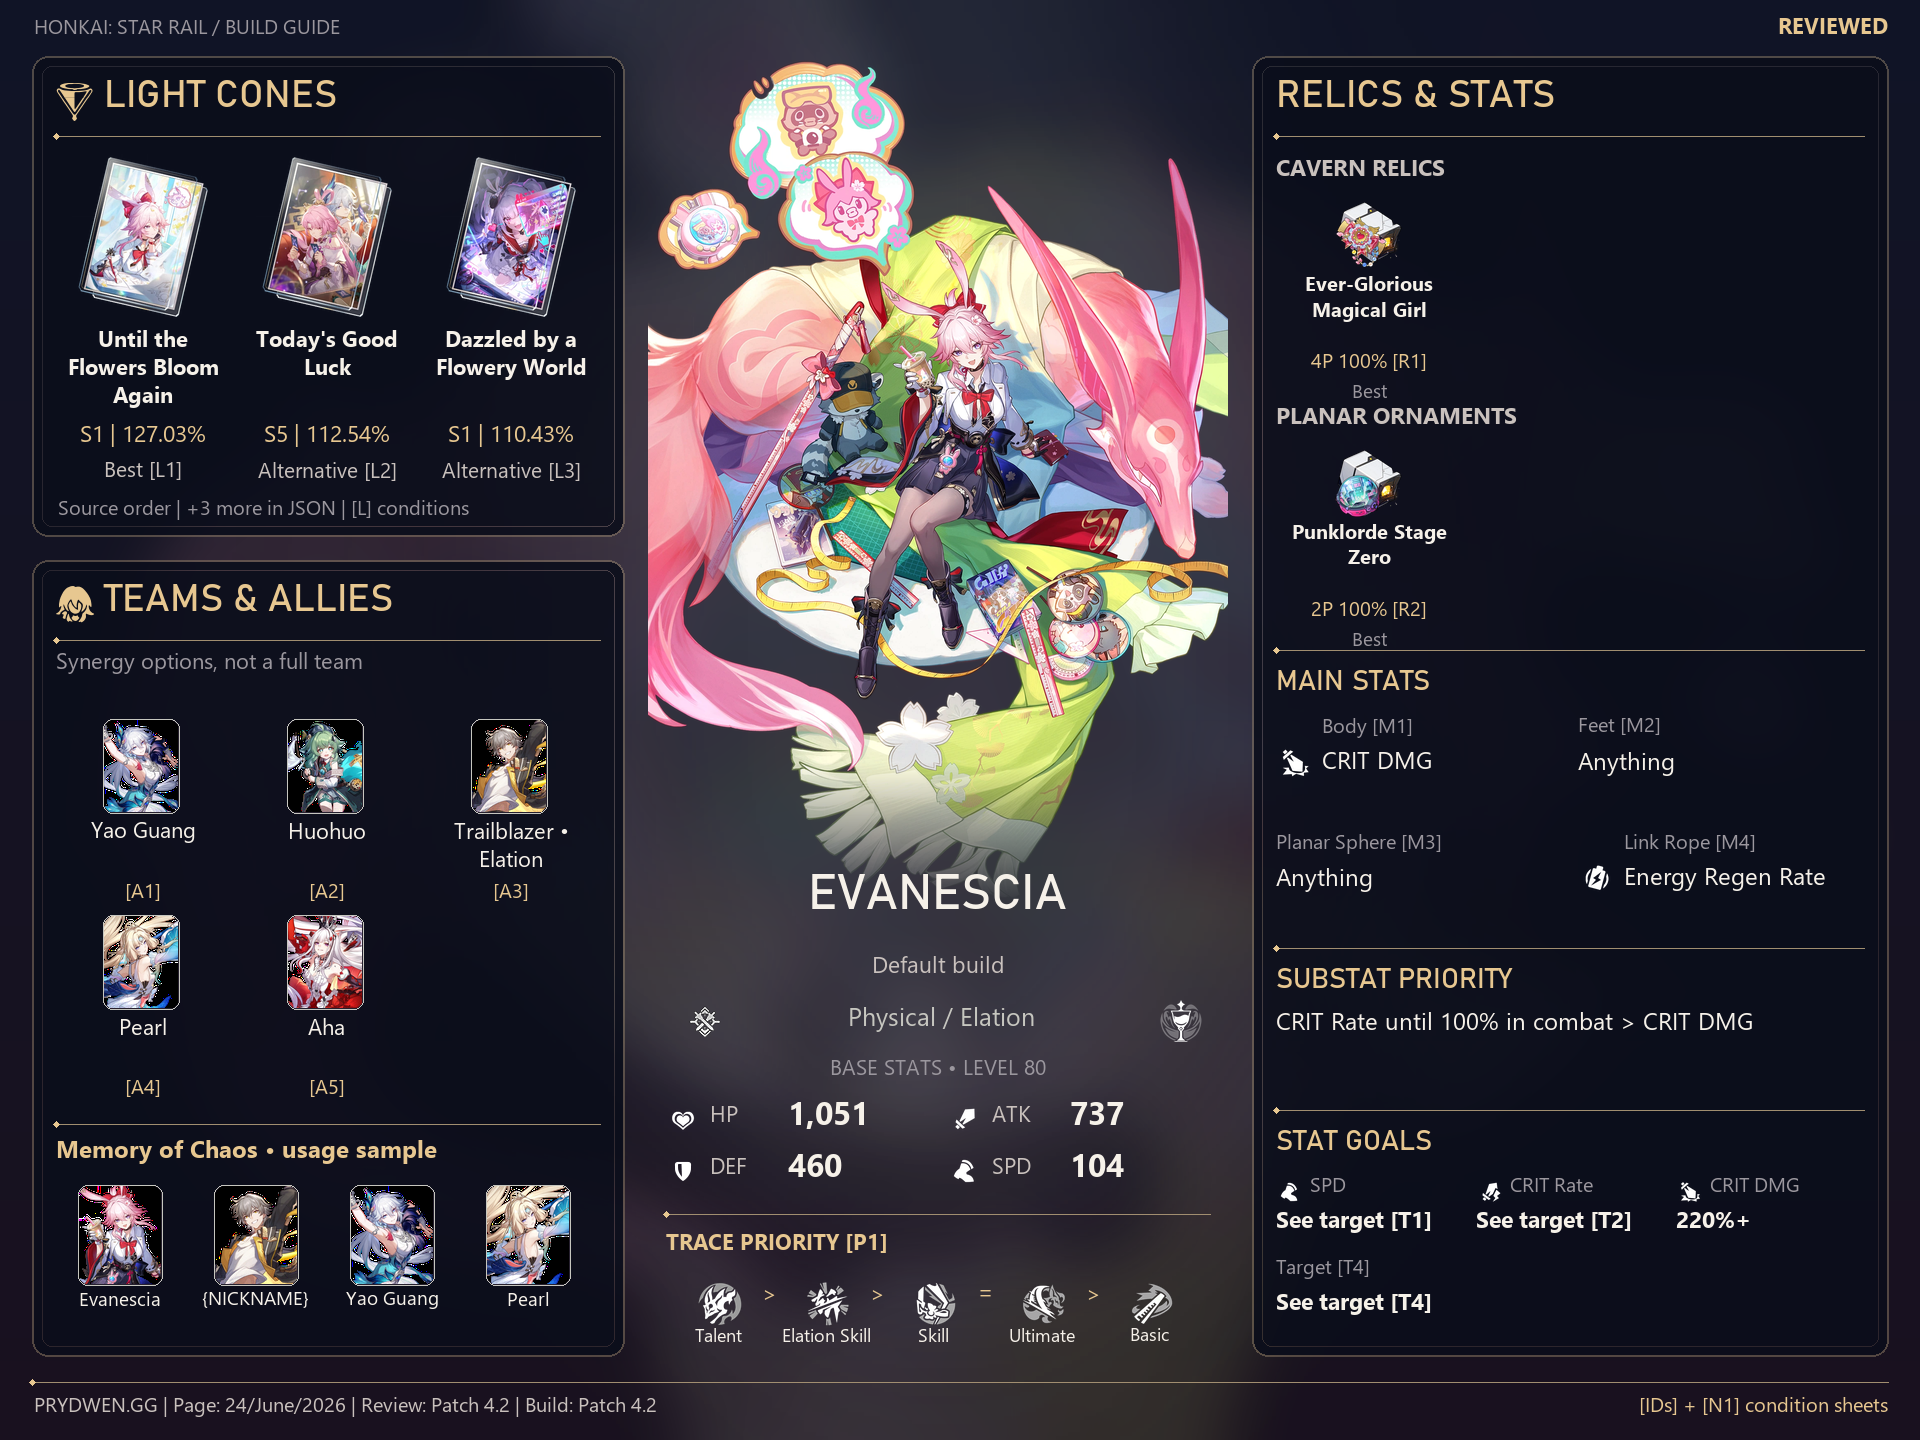 HONKAI: STAR RAIL / BUILD GUIDE
REVIEWED
LIGHT CONES
Until the
Flowers Bloom
Again
S1 | 127.03%
Best [L1]
Today's Good
Luck
S5 | 112.54%
Alternative [L2]
Dazzled by a
Flowery World
S1 | 110.43%
Alternative [L3]
Source order | +3 more in JSON | [L] conditions
TEAMS & ALLIES
Synergy options, not a full team
Yao Guang
[A1]
Huohuo
[A2]
Trailblazer •
Elation
[A3]
Pearl
[A4]
Aha
[A5]
Memory of Chaos • usage sample
Evanescia
{NICKNAME}
Yao Guang
Pearl
EVANESCIA
Default build
Physical / Elation
BASE STATS • LEVEL 80
HP 1,051
ATK 737
DEF 460
SPD 104
TRACE PRIORITY [P1]
> > = >
Talent Elation Skill Skill Ultimate Basic
RELICS & STATS
CAVERN RELICS
Ever-Glorious
Magical Girl
4P 100% [R1]
Best
PLANAR ORNAMENTS
Punklorde Stage
Zero
2P 100% [R2]
Best
MAIN STATS
Body [M1]
CRIT DMG
Feet [M2]
Anything
Planar Sphere [M3]
Anything
Link Rope [M4]
Energy Regen Rate
SUBSTAT PRIORITY
CRIT Rate until 100% in combat > CRIT DMG
STAT GOALS
SPD
See target [T1]
CRIT Rate
See target [T2]
CRIT DMG
220%+
Target [T4]
See target [T4]
PRYDWEN.GG | Page: 24/June/2026 | Review: Patch 4.2 | Build: Patch 4.2
[IDs] + [N1] condition sheets